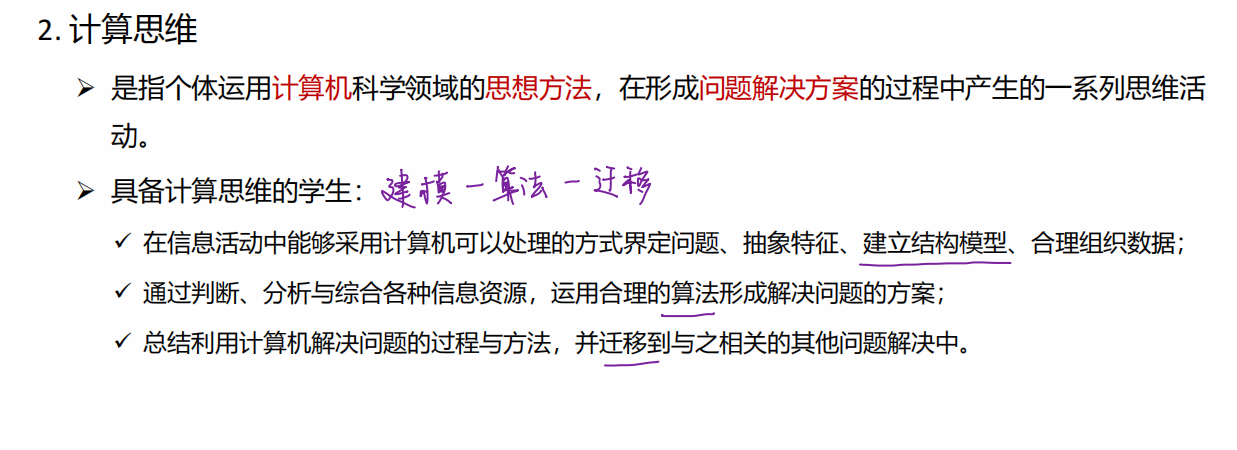 2. 计算思维
➢ 是指个体运用计算机科学领域的思想方法，在形成问题解决方案的过程中产生的一系列思维活
动。
➢ 具备计算思维的学生：建模－算法－迁移
✓ 在信息活动中能够采用计算机可以处理的方式界定问题、抽象特征、建立结构模型、合理组织数据；
✓ 通过判断、分析与综合各种信息资源，运用合理的算法形成解决问题的方案；
✓ 总结利用计算机解决问题的过程与方法，并迁移到与之相关的其他问题解决中。